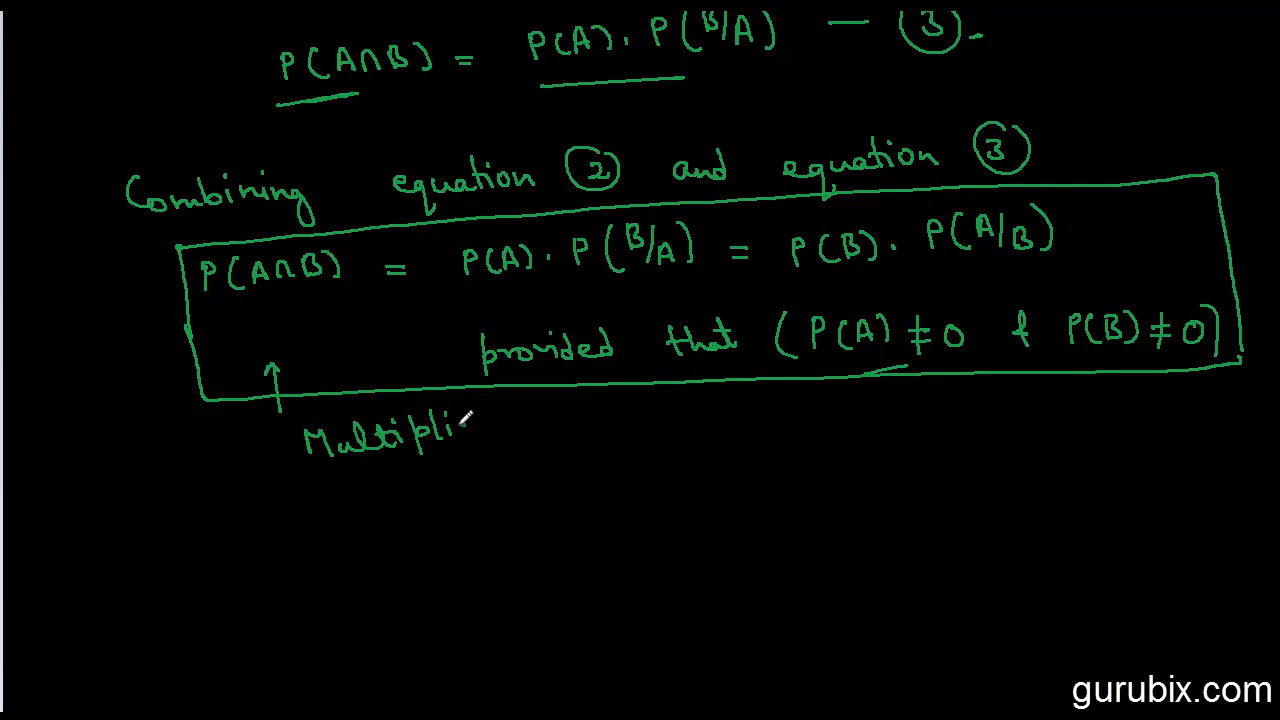 P(A∩B) = P(A). P(B/A) — (3).
Combining equation (2) and equation (3)
P(A∩B) = P(A). P(B/A) = P(B). P(A/B)
provided that (P(A) ≠ 0 & P(B) ≠ 0)
Multipli
gurubix.com